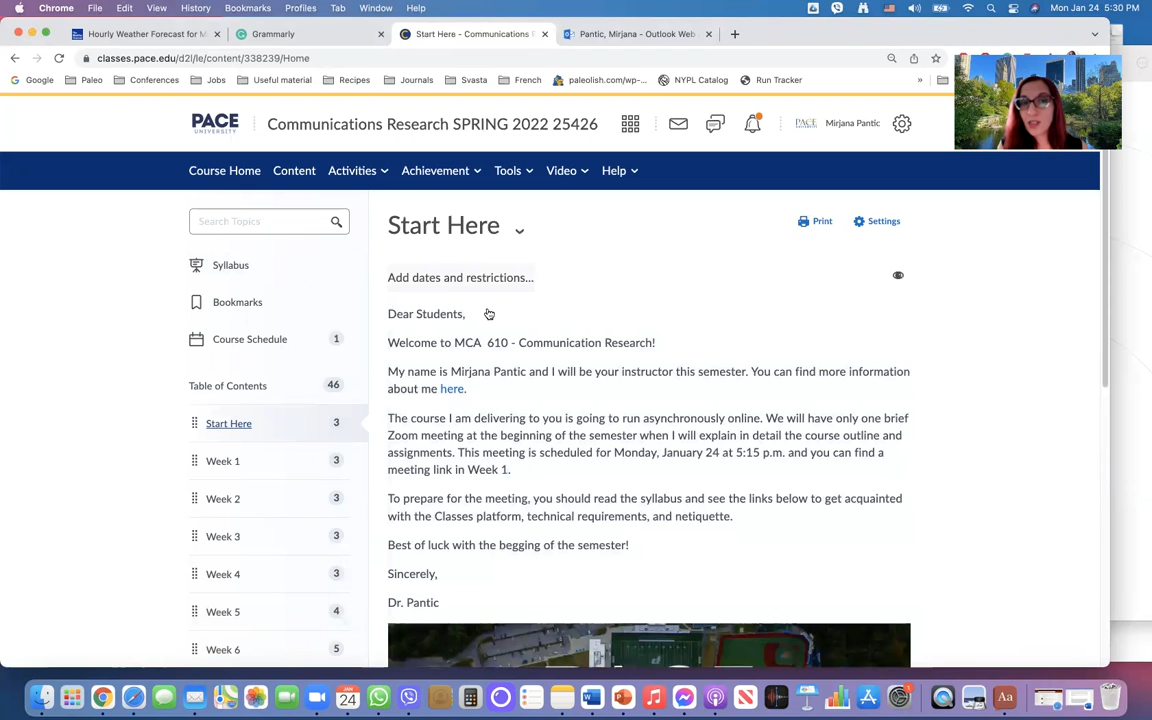 Chrome File Edit View History Bookmarks Profiles Tab Window Help Mon Jan 24 5:30 PM
Hourly Weather Forecast for M Grammarly Start Here - Communications F Pantic, Mirjana - Outlook Web
classes.pace.edu/d2l/le/content/338239/Home
Google Paleo Conferences Jobs Useful material Recipes Journals Svasta French paleolish.com/wp-... NYPL Catalog Run Tracker »
PACE UNIVERSITY Communications Research SPRING 2022 25426 PACE Mirjana Pantic
Course Home Content Activities Achievement Tools Video Help
Search Topics
Syllabus
Bookmarks
Course Schedule 1
Table of Contents 46
Start Here 3
Week 1 3
Week 2 3
Week 3 3
Week 4 3
Week 5 4
Week 6 5
Start Here
Print Settings
Add dates and restrictions...
Dear Students,
Welcome to MCA 610 - Communication Research!
My name is Mirjana Pantic and I will be your instructor this semester. You can find more information
about me here.
The course I am delivering to you is going to run asynchronously online. We will have only one brief
Zoom meeting at the beginning of the semester when I will explain in detail the course outline and
assignments. This meeting is scheduled for Monday, January 24 at 5:15 p.m. and you can find a
meeting link in Week 1.
To prepare for the meeting, you should read the syllabus and see the links below to get acquainted
with the Classes platform, technical requirements, and netiquette.
Best of luck with the begging of the semester!
Sincerely,
Dr. Pantic
JAN
24
Aa